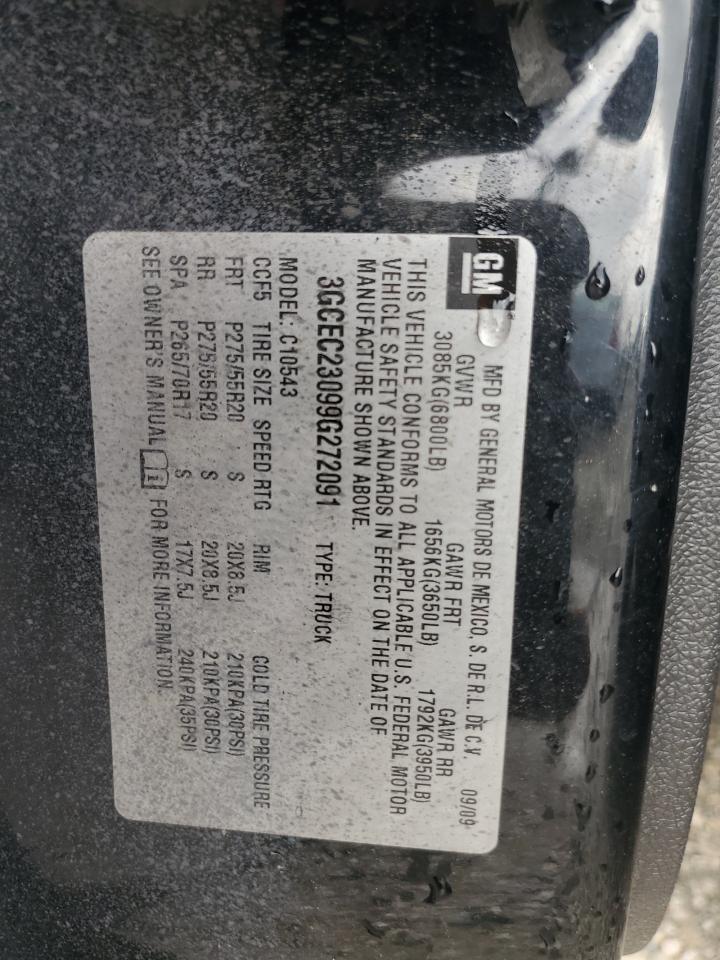 GM
MFD BY GENERAL MOTORS DE MEXICO, S. DE R.L. DE C.V. 09/09
GVWR GAWR FRT GAWR RR
3085KG(6800LB) 1656KG(3650LB) 1792KG(3950LB)
THIS VEHICLE CONFORMS TO ALL APPLICABLE U.S. FEDERAL MOTOR
VEHICLE SAFETY STANDARDS IN EFFECT ON THE DATE OF
MANUFACTURE SHOWN ABOVE.
3GCEC23099G272091 TYPE: TRUCK
MODEL: C10543
CCF5 TIRE SIZE SPEED RTG RIM COLD TIRE PRESSURE
FRT P275/55R20 S 20X8.5J 210KPA(30PSI)
RR P275/55R20 S 20X8.5J 210KPA(30PSI)
SPA P265/70R17 S 17X7.5J 240KPA(35PSI)
SEE OWNER'S MANUAL FOR MORE INFORMATION.